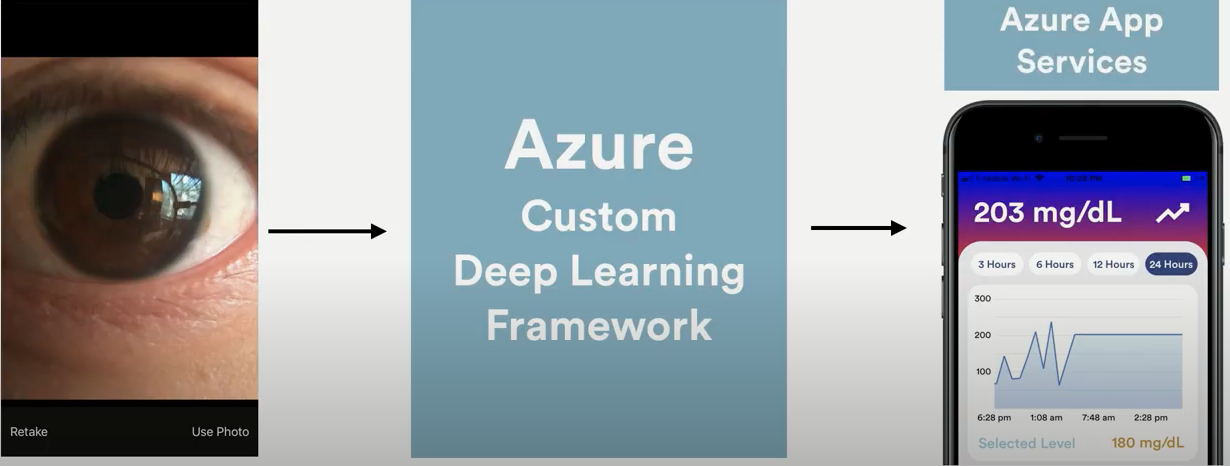 Retake
Use Photo
Azure
Custom
Deep Learning
Framework
Azure App
Services
203 mg/dL
3 Hours
6 Hours
12 Hours
24 Hours
300
200
100
6:28 pm
1:08 am
7:48 am
2:28 pm
Selected Level
180 mg/dL